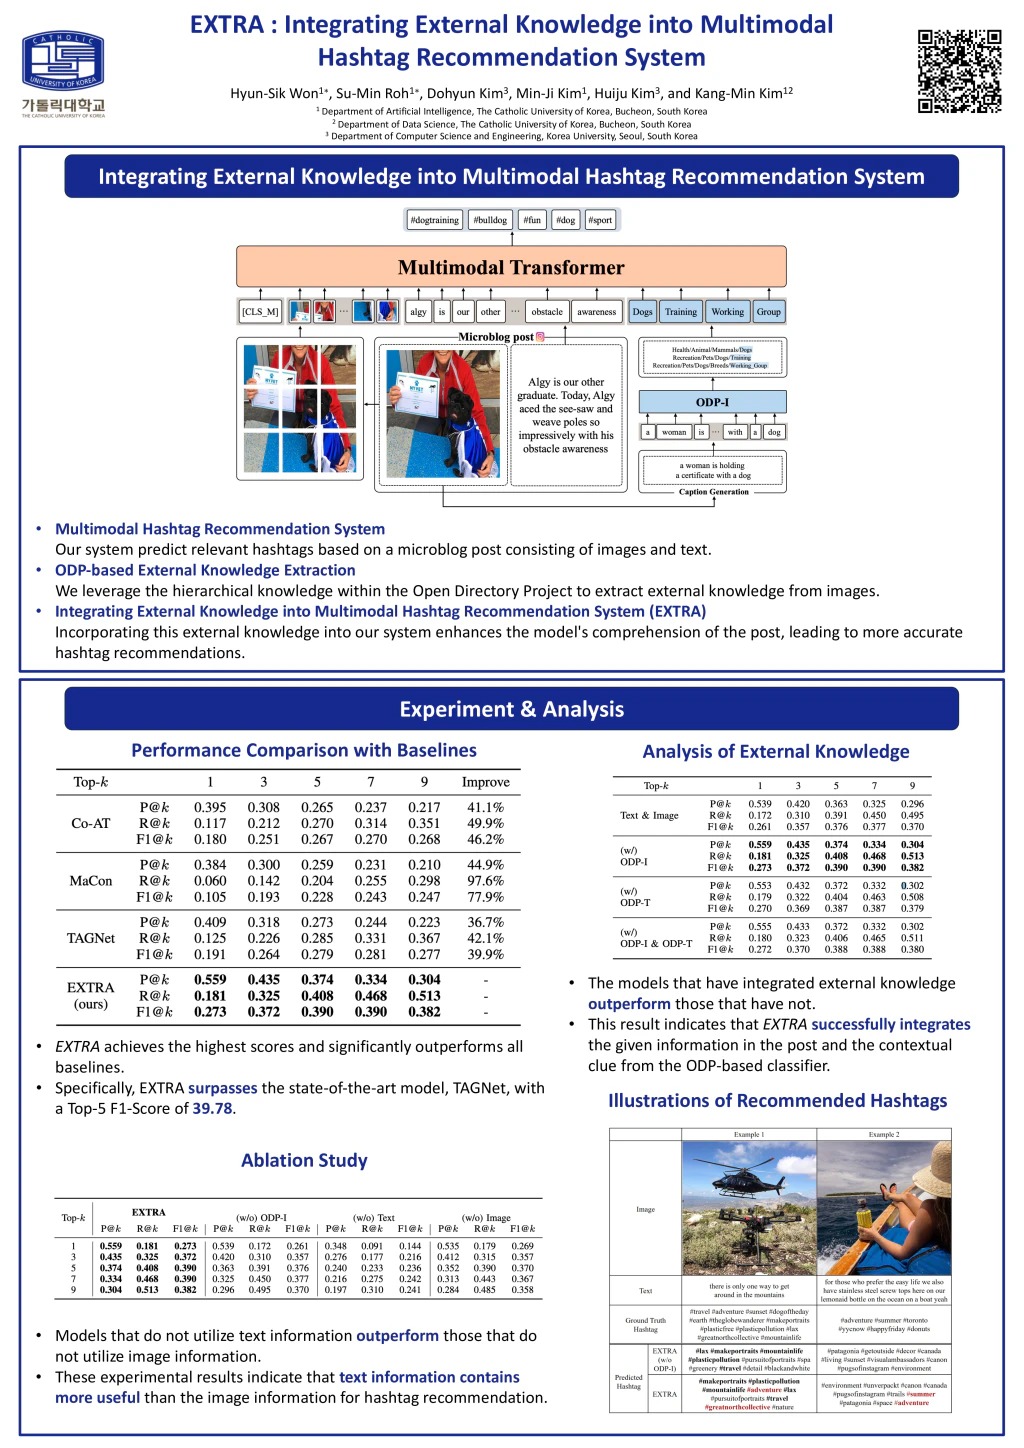 CATHOLIC
UNIVERSITY OF KOREA
가톨릭대학교
THE CATHOLIC UNIVERSITY OF KOREA
EXTRA : Integrating External Knowledge into Multimodal
Hashtag Recommendation System
Hyun-Sik Won1*, Su-Min Roh1*, Dohyun Kim3, Min-Ji Kim1, Huiju Kim3, and Kang-Min Kim12
1 Department of Artificial Intelligence, The Catholic University of Korea, Bucheon, South Korea
2 Department of Data Science, The Catholic University of Korea, Bucheon, South Korea
3 Department of Computer Science and Engineering, Korea University, Seoul, South Korea
Integrating External Knowledge into Multimodal Hashtag Recommendation System
#dogtraining #bulldog #fun #dog #sport
Multimodal Transformer
[CLS_M] ... algy is our other ... obstacle awareness Dogs Training Working Group
Microblog post
Algy is our other
graduate. Today, Algy
aced the see-saw and
weave poles so
impressively with his
obstacle awareness
Health/Animal/Mammals/Dogs
Recreation/Pets/Dogs/Training
Recreation/Pets/Dogs/Breeds/Working_Goup
ODP-I
a woman is ... with a dog
a woman is holding
a certificate with a dog
Caption Generation
• Multimodal Hashtag Recommendation System
Our system predict relevant hashtags based on a microblog post consisting of images and text.
• ODP-based External Knowledge Extraction
We leverage the hierarchical knowledge within the Open Directory Project to extract external knowledge from images.
• Integrating External Knowledge into Multimodal Hashtag Recommendation System (EXTRA)
Incorporating this external knowledge into our system enhances the model's comprehension of the post, leading to more accurate
hashtag recommendations.
Experiment & Analysis
Performance Comparison with Baselines
Top-k 1 3 5 7 9 Improve
Co-AT
P@k 0.395 0.308 0.265 0.237 0.217 41.1%
R@k 0.117 0.212 0.270 0.314 0.351 49.9%
F1@k 0.180 0.251 0.267 0.270 0.268 46.2%
MaCon
P@k 0.384 0.300 0.259 0.231 0.210 44.9%
R@k 0.060 0.142 0.204 0.255 0.298 97.6%
F1@k 0.105 0.193 0.228 0.243 0.247 77.9%
TAGNet
P@k 0.409 0.318 0.273 0.244 0.223 36.7%
R@k 0.125 0.226 0.285 0.331 0.367 42.1%
F1@k 0.191 0.264 0.279 0.281 0.277 39.9%
EXTRA
(ours)
P@k 0.559 0.435 0.374 0.334 0.304 -
R@k 0.181 0.325 0.408 0.468 0.513 -
F1@k 0.273 0.372 0.390 0.390 0.382 -
• EXTRA achieves the highest scores and significantly outperforms all
baselines.
• Specifically, EXTRA surpasses the state-of-the-art model, TAGNet, with
a Top-5 F1-Score of 39.78.
Ablation Study
Top-k EXTRA (w/o) ODP-I (w/o) Text (w/o) Image
P@k R@k F1@k P@k R@k F1@k P@k R@k F1@k P@k R@k F1@k
1 0.559 0.181 0.273 0.539 0.172 0.261 0.348 0.091 0.144 0.535 0.179 0.269
3 0.435 0.325 0.372 0.420 0.310 0.357 0.276 0.177 0.216 0.412 0.315 0.357
5 0.374 0.408 0.390 0.363 0.391 0.376 0.240 0.233 0.236 0.352 0.390 0.370
7 0.334 0.468 0.390 0.325 0.450 0.377 0.216 0.275 0.242 0.313 0.443 0.367
9 0.304 0.513 0.382 0.296 0.495 0.370 0.197 0.310 0.241 0.284 0.485 0.358
• Models that do not utilize text information outperform those that do
not utilize image information.
• These experimental results indicate that text information contains
more useful than the image information for hashtag recommendation.
Analysis of External Knowledge
Top-k 1 3 5 7 9
Text & Image
P@k 0.539 0.420 0.363 0.325 0.296
R@k 0.172 0.310 0.391 0.450 0.495
F1@k 0.261 0.357 0.376 0.377 0.370
(w/)
ODP-I
P@k 0.559 0.435 0.374 0.334 0.304
R@k 0.181 0.325 0.408 0.468 0.513
F1@k 0.273 0.372 0.390 0.390 0.382
(w/)
ODP-T
P@k 0.553 0.432 0.372 0.332 0.302
R@k 0.179 0.322 0.404 0.463 0.508
F1@k 0.270 0.369 0.387 0.387 0.379
(w/)
ODP-I & ODP-T
P@k 0.555 0.433 0.372 0.332 0.302
R@k 0.180 0.323 0.406 0.465 0.511
F1@k 0.272 0.370 0.388 0.388 0.380
• The models that have integrated external knowledge
outperform those that have not.
• This result indicates that EXTRA successfully integrates
the given information in the post and the contextual
clue from the ODP-based classifier.
Illustrations of Recommended Hashtags
Example 1 Example 2
Image
Text
there is only one way to get
around in the mountains
for those who prefer the easy life we also
have stainless steel screw tops here on our
lemonaid bottle on the ocean on a boat yeah
Ground Truth
Hashtag
#travel #adventure #sunset #dogoftheday
#earth #theglobewanderer #makeportraits
#plasticfree #plasticpollution #lax
#greatnorthcollective #mountainlife
#adventure #summer #toronto
#yycnow #happyfriday #donuts
Predicted
Hashtag
EXTRA
(w/o
ODP-I)
#lax #makeportraits #mountainlife
#plasticpollution #pursuitofportraits #spa
#greenery #travel #detail #blackandwhite
#patagonia #getoutside #decor #canada
#living #sunset #visualambassadors #canon
#pugsofinstagram #environment
EXTRA
#makeportraits #plasticpollution
#mountainlife #adventure #lax
#pursuitofportraits #travel
#greatnorthcollective #nature
#environment #unverpackt #canon #canada
#pugsofinstagram #trails #summer
#patagonia #space #adventure